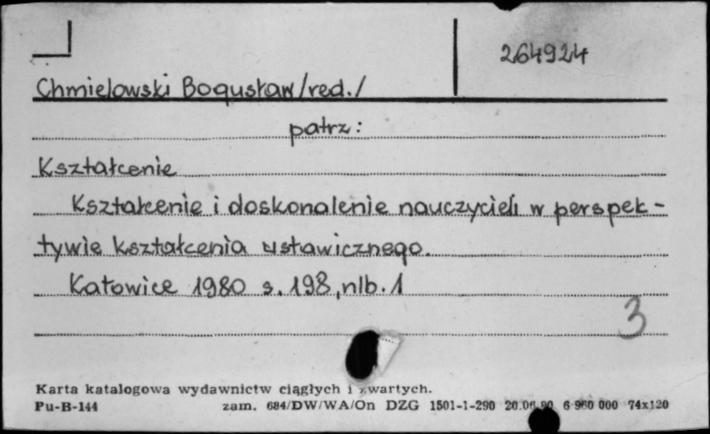 264924
Chmielowski Bogusław/red./
patrz:
Kształcenie
Kształcenie i doskonalenie nauczycieli w perspek-
tywie kształcenia ustawicznego.
Katowice 1980 s. 198, nlb. 1
3
Karta katalogowa wydawnictw ciągłych i zwartych.
Pu-B-144 zam. 684/DW/WA/On DZG 1501-1-290 20.06.90 6 960 000 74x120